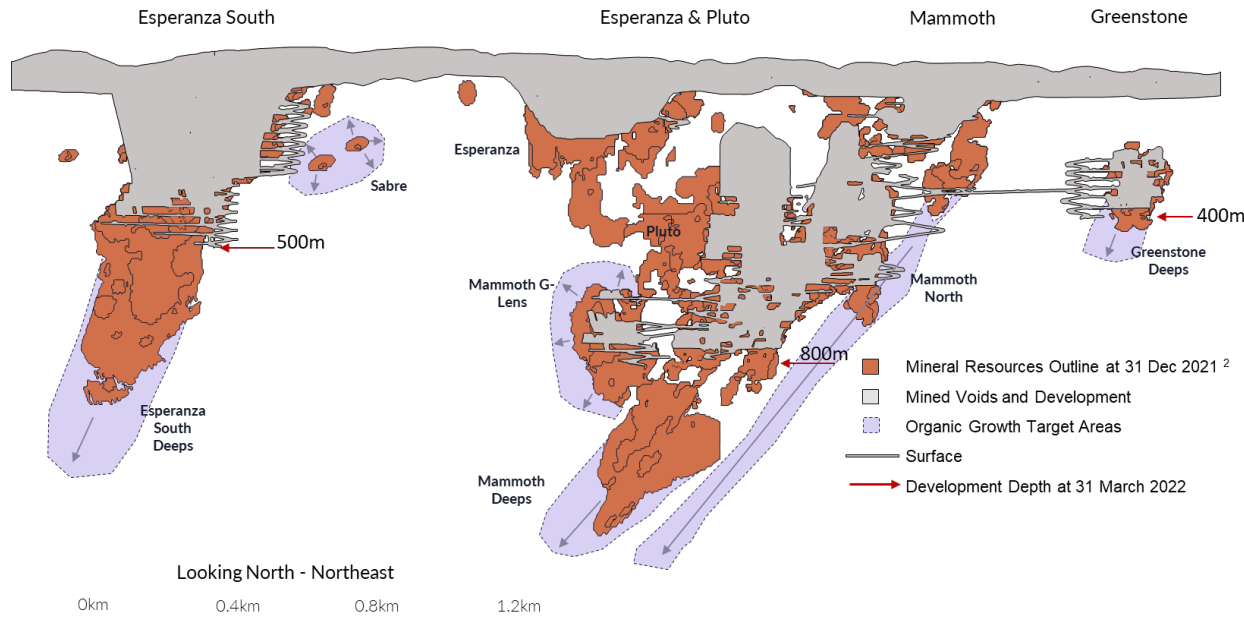 Esperanza South
Esperanza & Pluto
Mammoth
Greenstone
Esperanza
Sabre
Pluto
400m
500m
Greenstone
Deeps
Mammoth G-
Lens
Mammoth
North
800m
Mineral Resources Outline at 31 Dec 2021 2
Mined Voids and Development
Organic Growth Target Areas
Surface
Development Depth at 31 March 2022
Esperanza
South
Deeps
Mammoth
Deeps
Looking North - Northeast
0km
0.4km
0.8km
1.2km